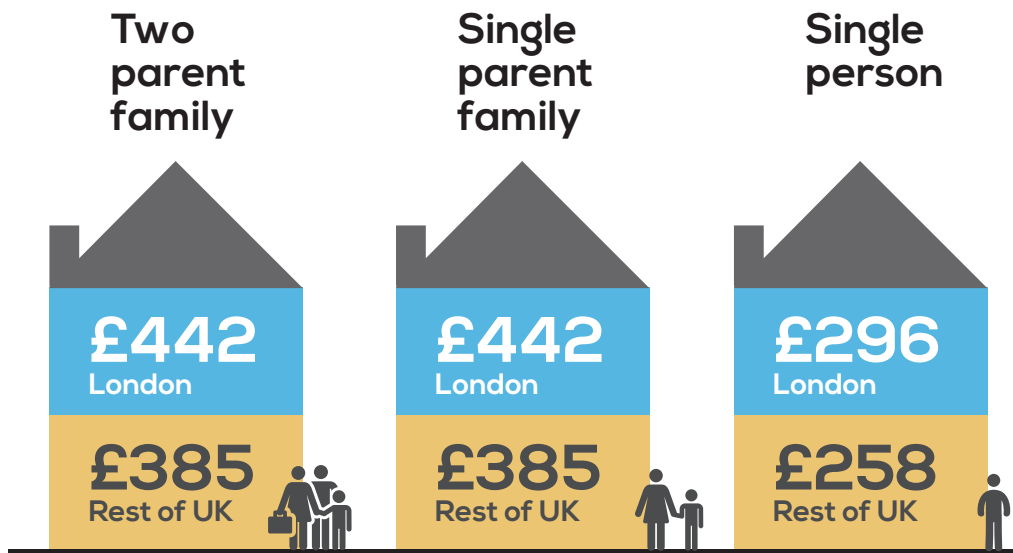 Two
parent
family
£442
London
£385
Rest of UK
Single
parent
family
£442
London
£385
Rest of UK
Single
person
£296
London
£258
Rest of UK